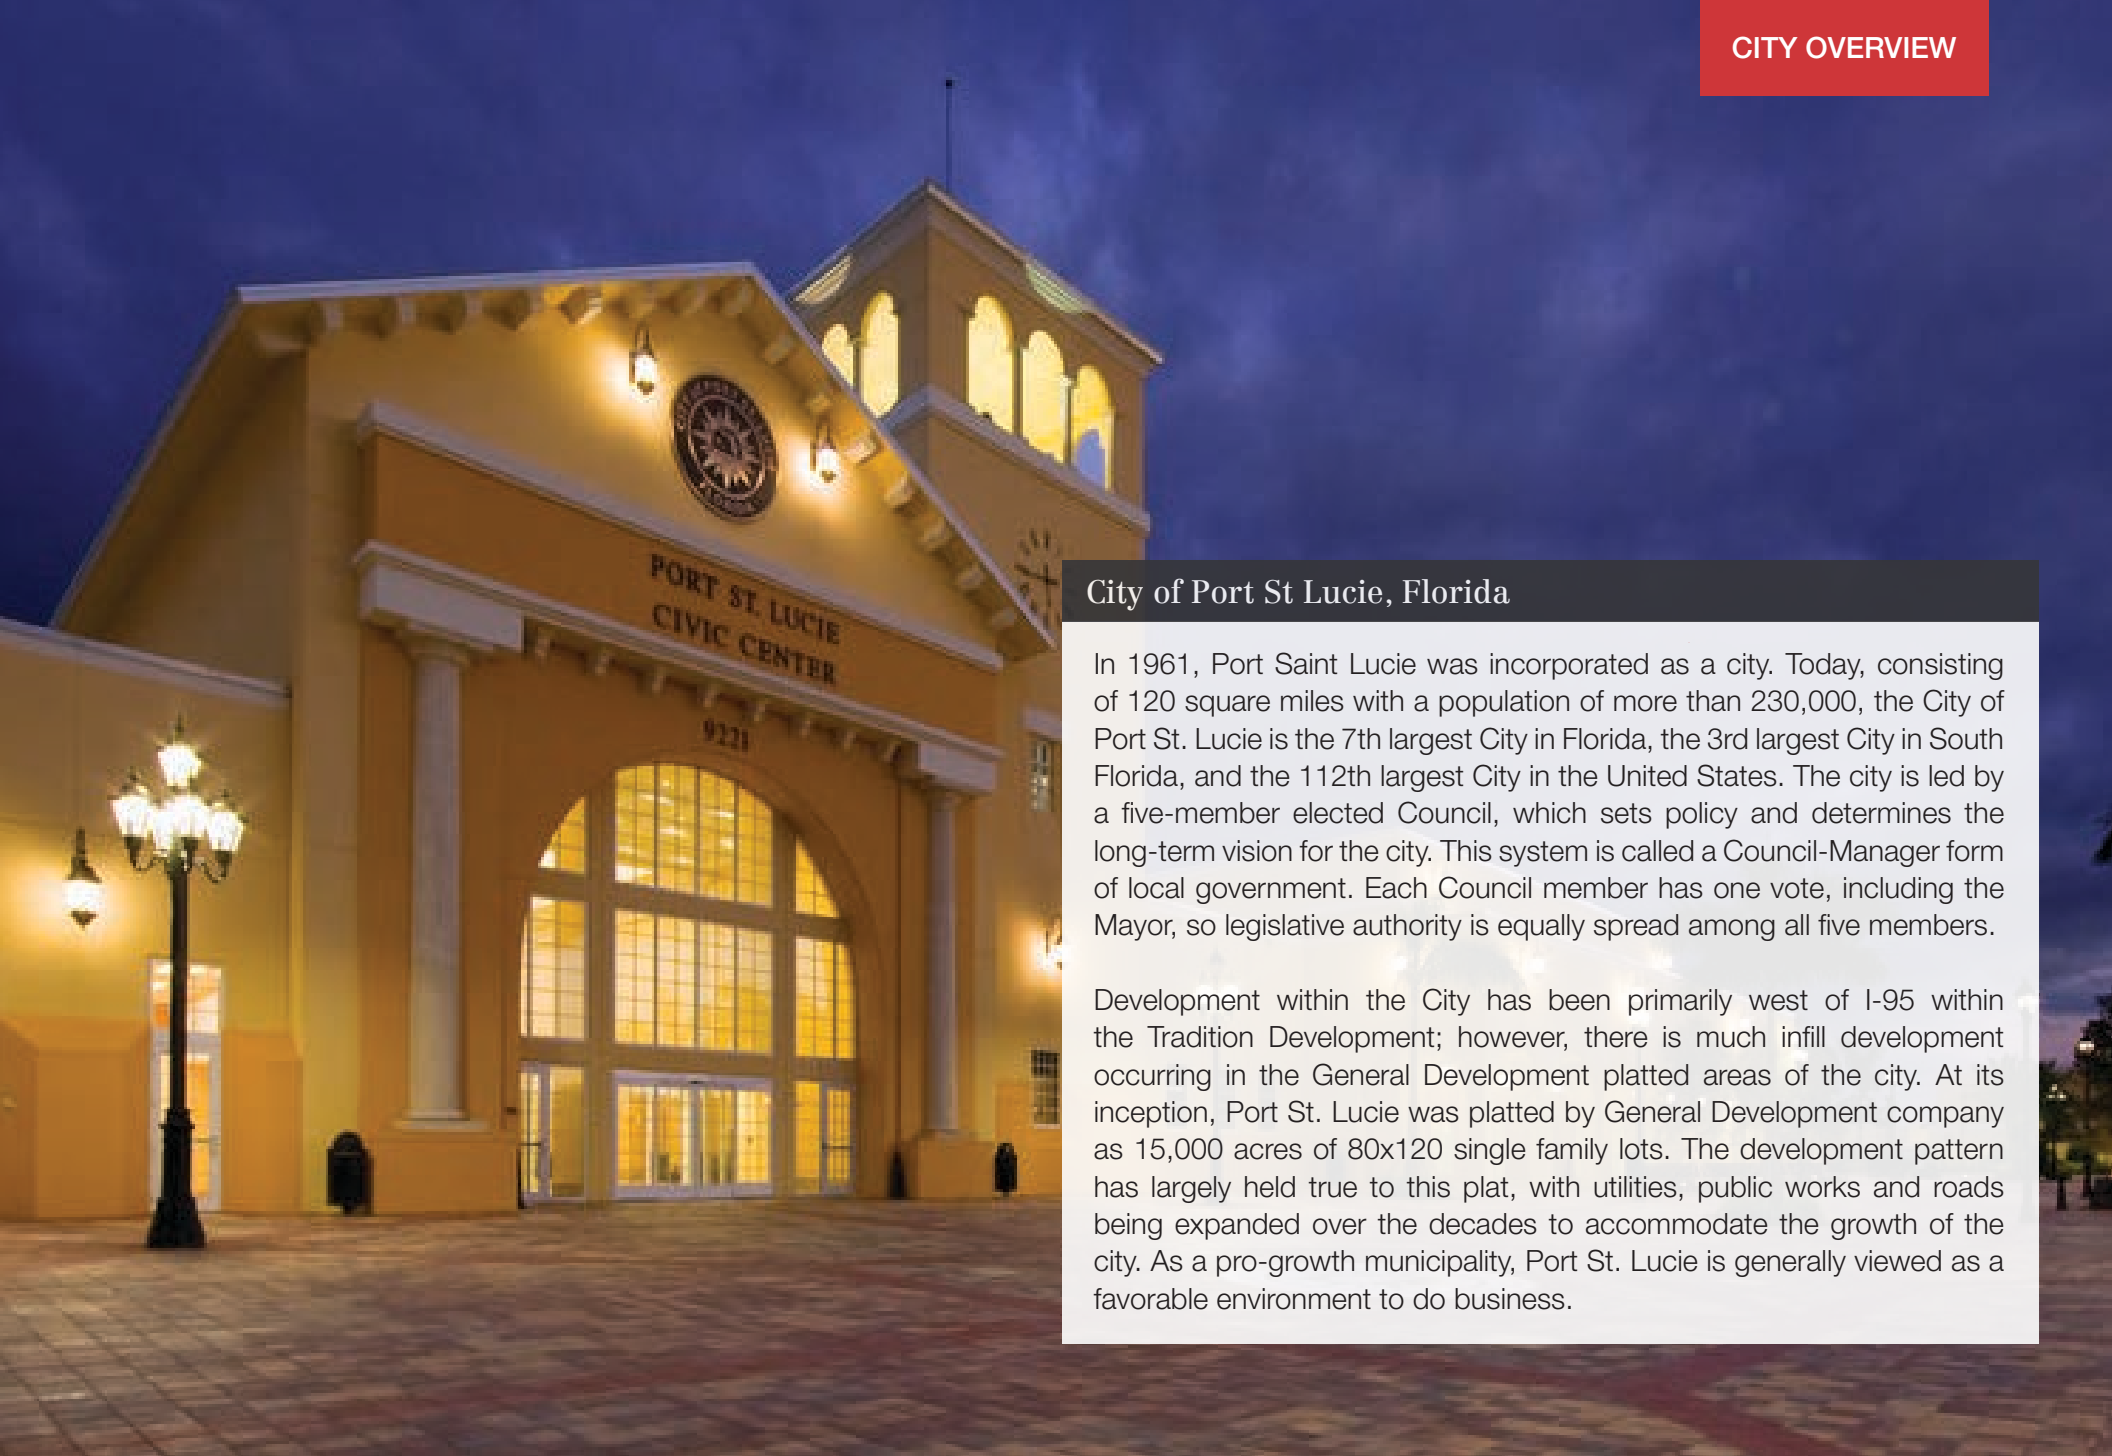 CITY OVERVIEW
PORT ST. LUCIE
CIVIC CENTER
9221
City of Port St Lucie, Florida
In 1961, Port Saint Lucie was incorporated as a city. Today, consisting
of 120 square miles with a population of more than 230,000, the City of
Port St. Lucie is the 7th largest City in Florida, the 3rd largest City in South
Florida, and the 112th largest City in the United States. The city is led by
a five-member elected Council, which sets policy and determines the
long-term vision for the city. This system is called a Council-Manager form
of local government. Each Council member has one vote, including the
Mayor, so legislative authority is equally spread among all five members.
Development within the City has been primarily west of I-95 within
the Tradition Development; however, there is much infill development
occurring in the General Development platted areas of the city. At its
inception, Port St. Lucie was platted by General Development company
as 15,000 acres of 80x120 single family lots. The development pattern
has largely held true to this plat, with utilities, public works and roads
being expanded over the decades to accommodate the growth of the
city. As a pro-growth municipality, Port St. Lucie is generally viewed as a
favorable environment to do business.